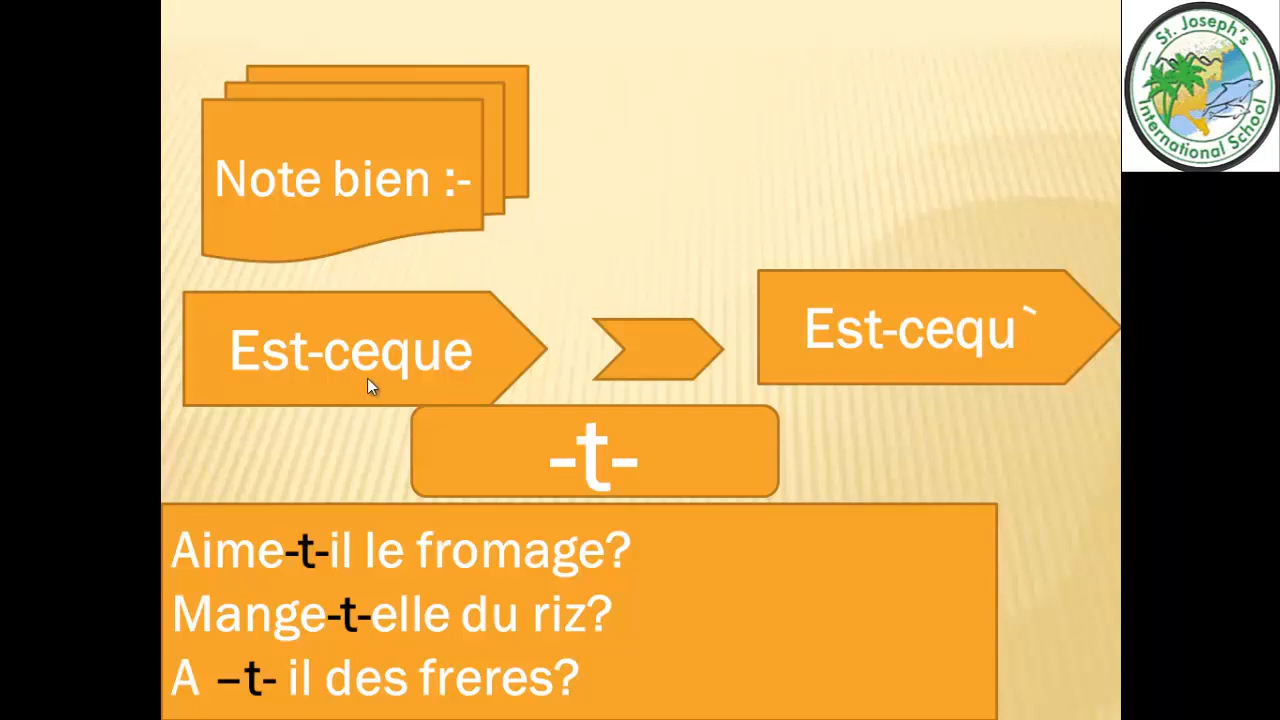 St. Joseph's
International School
Note bien :-
Est-ceque
Est-cequ`
-t-
Aime-t-il le fromage?
Mange-t-elle du riz?
A –t- il des freres?